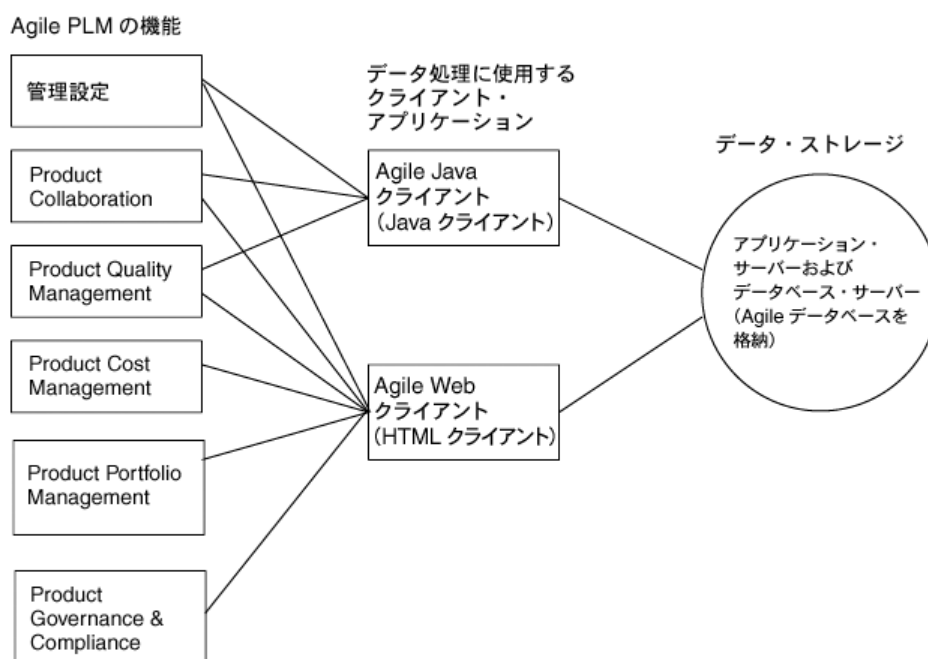 Agile PLM の機能
管理設定
Product
Collaboration
Product Quality
Management
Product Cost
Management
Product Portfolio
Management
Product
Governance &
Compliance
データ処理に使用する
クライアント・
アプリケーション
Agile Java
クライアント
(Java クライアント)
Agile Web
クライアント
(HTML クライアント)
データ・ストレージ
アプリケーション・
サーバーおよび
データベース・サーバー
(Agile データベースを
格納)